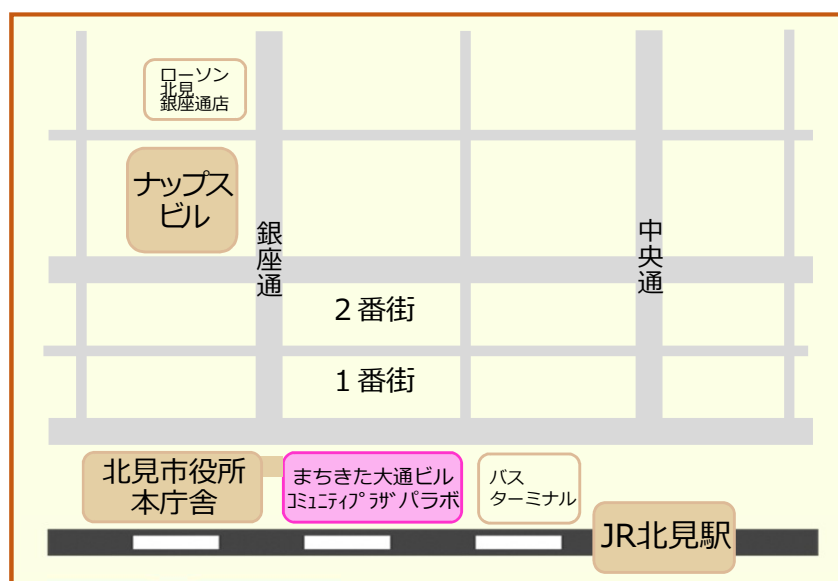 ローソン
北見
銀座通店
ナップス
ビル
銀座通
中央通
２番街
１番街
北見市役所
本庁舎
まちきた大通ビル
ｺﾐｭﾆﾃｨﾌﾟﾗｻﾞパラボ
バス
ターミナル
JR北見駅